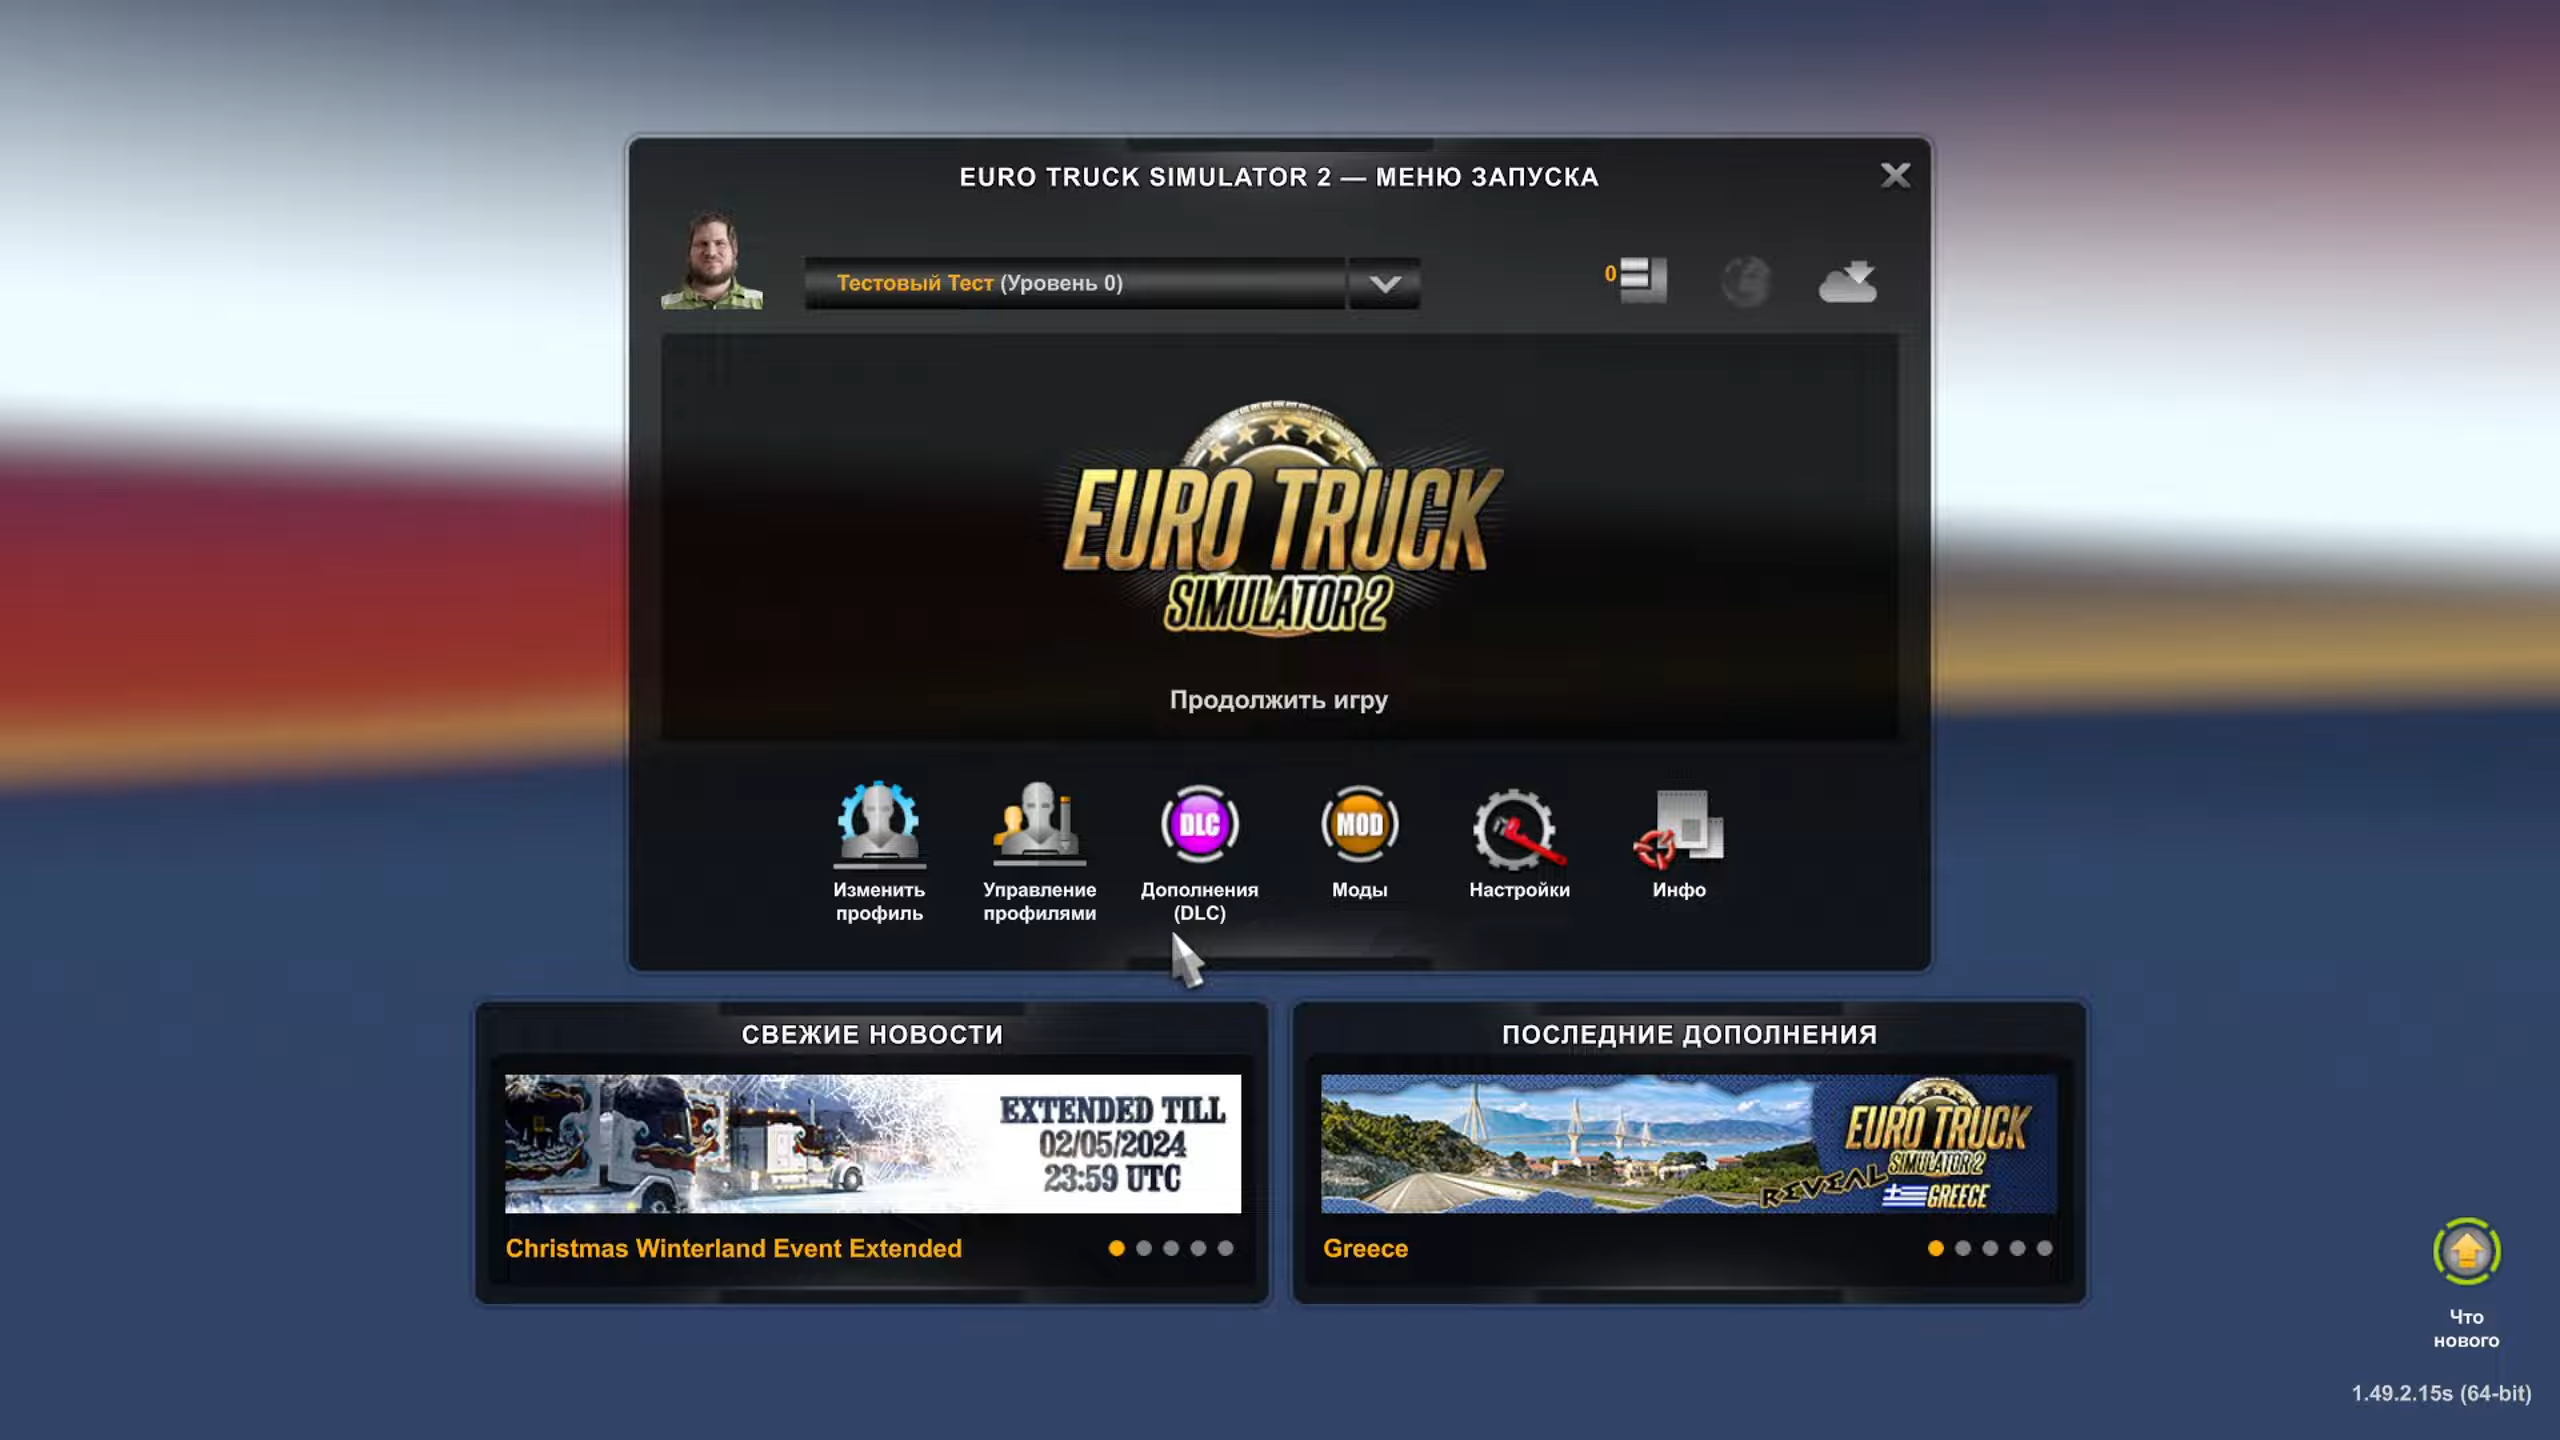 EURO TRUCK SIMULATOR 2 — МЕНЮ ЗАПУСКА
Тестовый Тест (Уровень 0)
0
EURO TRUCK
SIMULATOR 2
Продолжить игру
DLC
MOD
Изменить
профиль
Управление
профилями
Дополнения
(DLC)
Моды
Настройки
Инфо
СВЕЖИЕ НОВОСТИ
EXTENDED TILL
02/05/2024
23:59 UTC
Christmas Winterland Event Extended
ПОСЛЕДНИЕ ДОПОЛНЕНИЯ
EURO TRUCK
SIMULATOR 2
REVEAL
GREECE
Greece
Что
нового
1.49.2.15s (64-bit)